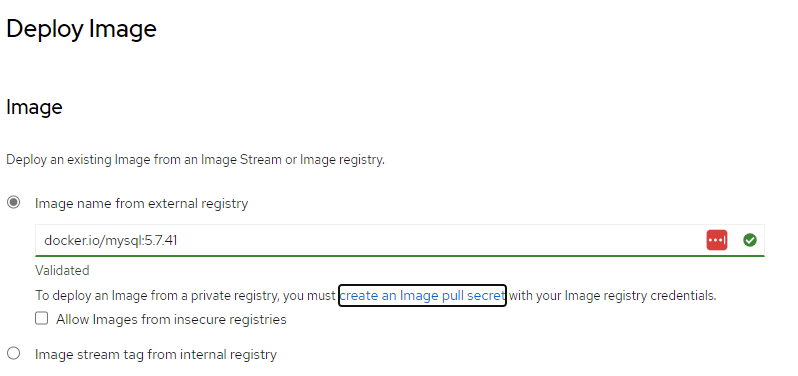 Deploy Image
Image
Deploy an existing Image from an Image Stream or Image registry.
Image name from external registry
docker.io/mysql:5.7.41
Validated
To deploy an Image from a private registry, you must create an Image pull secret with your Image registry credentials.
Allow Images from insecure registries
Image stream tag from internal registry